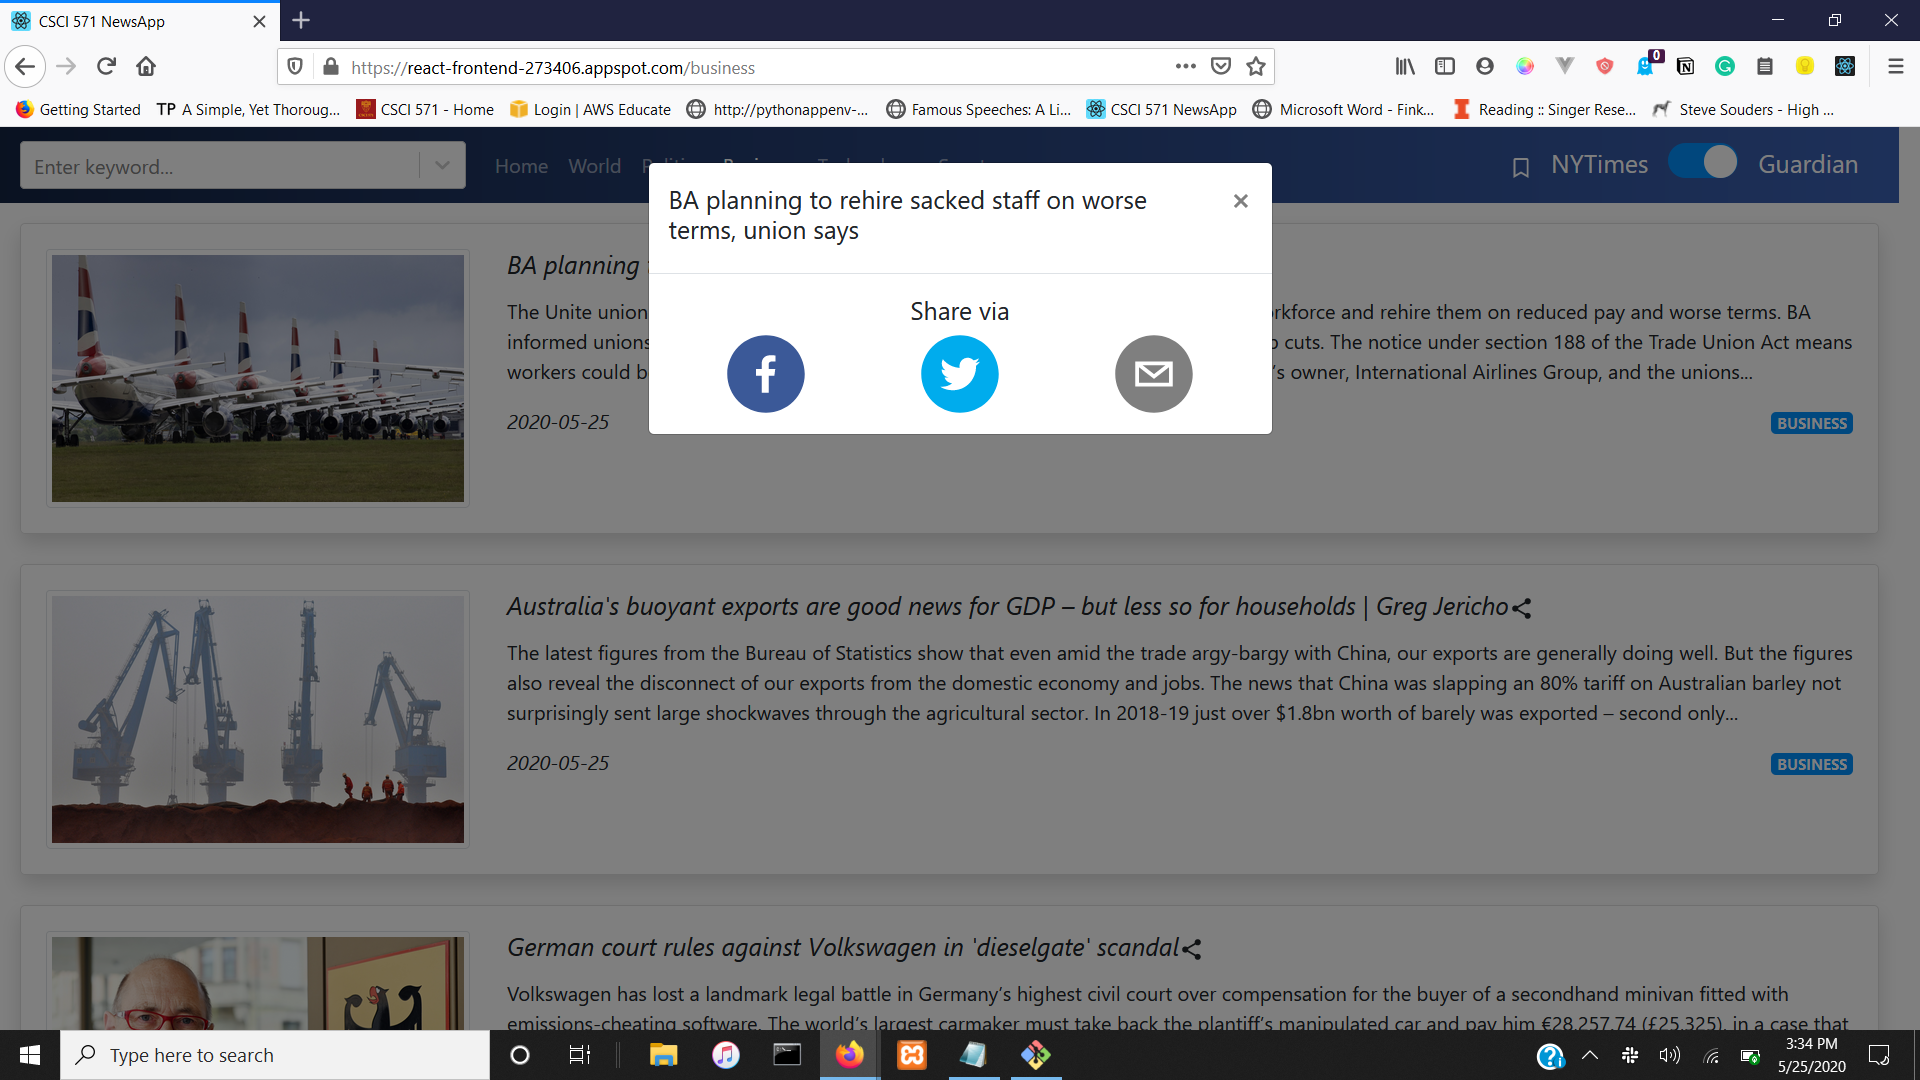 CSCI 571 NewsApp
https://react-frontend-273406.appspot.com/business
0
Getting Started
TP A Simple, Yet Thoroug...
CSCI 571 - Home
Login | AWS Educate
http://pythonappenv-...
Famous Speeches: A Li...
CSCI 571 NewsApp
Microsoft Word - Fink...
Reading :: Singer Rese...
Steve Souders - High ...
Enter keyword...
Home
World
NYTimes
Guardian
BA planning to rehire sacked staff on worse
terms, union says
×
Share via
BA planning
The Unite union
rkforce and rehire them on reduced pay and worse terms. BA
informed unions
cuts. The notice under section 188 of the Trade Union Act means
workers could b
's owner, International Airlines Group, and the unions...
2020-05-25
BUSINESS
Australia's buoyant exports are good news for GDP – but less so for households | Greg Jericho
The latest figures from the Bureau of Statistics show that even amid the trade argy-bargy with China, our exports are generally doing well. But the figures
also reveal the disconnect of our exports from the domestic economy and jobs. The news that China was slapping an 80% tariff on Australian barley not
surprisingly sent large shockwaves through the agricultural sector. In 2018-19 just over $1.8bn worth of barely was exported – second only...
2020-05-25
BUSINESS
German court rules against Volkswagen in 'dieselgate' scandal
Volkswagen has lost a landmark legal battle in Germany's highest civil court over compensation for the buyer of a secondhand minivan fitted with
emissions-cheating software. The world's largest carmaker must take back the plantiff's manipulated car and pay him €28,257.74 (£25,325), in a case that
Type here to search
3:34 PM
5/25/2020